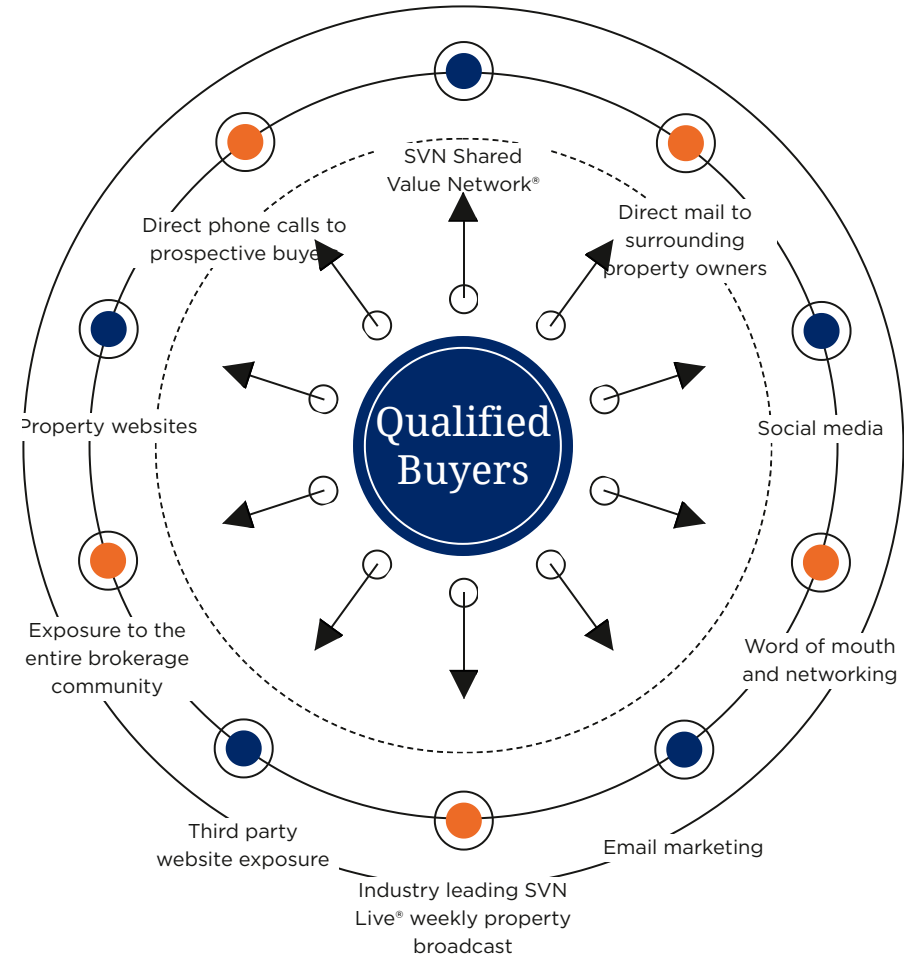 SVN Shared
Value Network®
Direct phone calls to
prospective buyers
Direct mail to
surrounding
property owners
Qualified
Buyers
Property websites
Social media
Exposure to the
entire brokerage
community
Word of mouth
and networking
Third party
website exposure
Email marketing
Industry leading SVN
Live® weekly property
broadcast